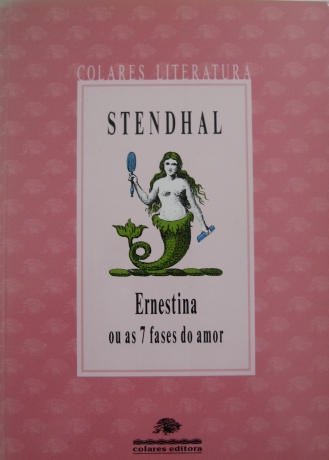 COLARES LITERATURA
STENDHAL
Ernestina
ou as 7 fases do amor
colares editora